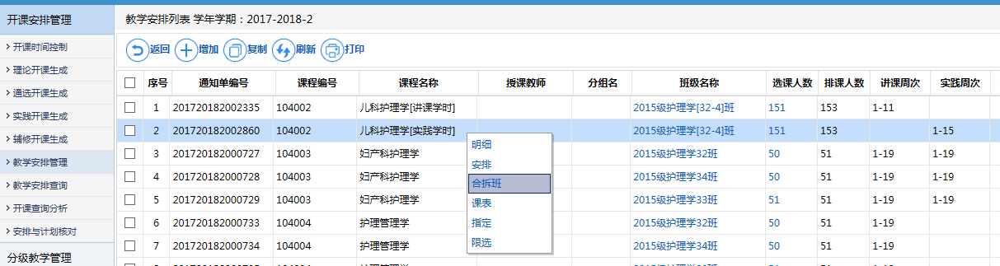 开课安排管理
教学安排列表 学年学期：2017-2018-2
开课时间控制
理论开课生成
通选开课生成
实践开课生成
辅修开课生成
教学安排管理
教学安排查询
开课查询分析
安排与计划核对
分级教学管理
返回 增加 复制 刷新 打印
序号 通知单编号 课程编号 课程名称 授课教师 分组名 班级名称 选课人数 排课人数 讲课周次 实践周次
1 201720182002335 104002 儿科护理学[讲课学时] 2015级护理学[32-4]班 151 153 1-11
2 201720182002860 104002 儿科护理学[实践学时] 2015级护理学[32-4]班 151 153 1-15
3 201720182000727 104003 妇产科护理学 2015级护理学32班 50 51 1-19 1-19
4 201720182000728 104003 妇产科护理学 2015级护理学34班 50 51 1-19 1-19
5 201720182000729 104003 妇产科护理学 2015级护理学33班 51 51 1-19 1-19
6 201720182000733 104004 护理管理学 2015级护理学32班 50 51 1-19
7 201720182000734 104004 护理管理学 2015级护理学34班 50 51 1-19
明细
安排
合拆班
课表
指定
限选